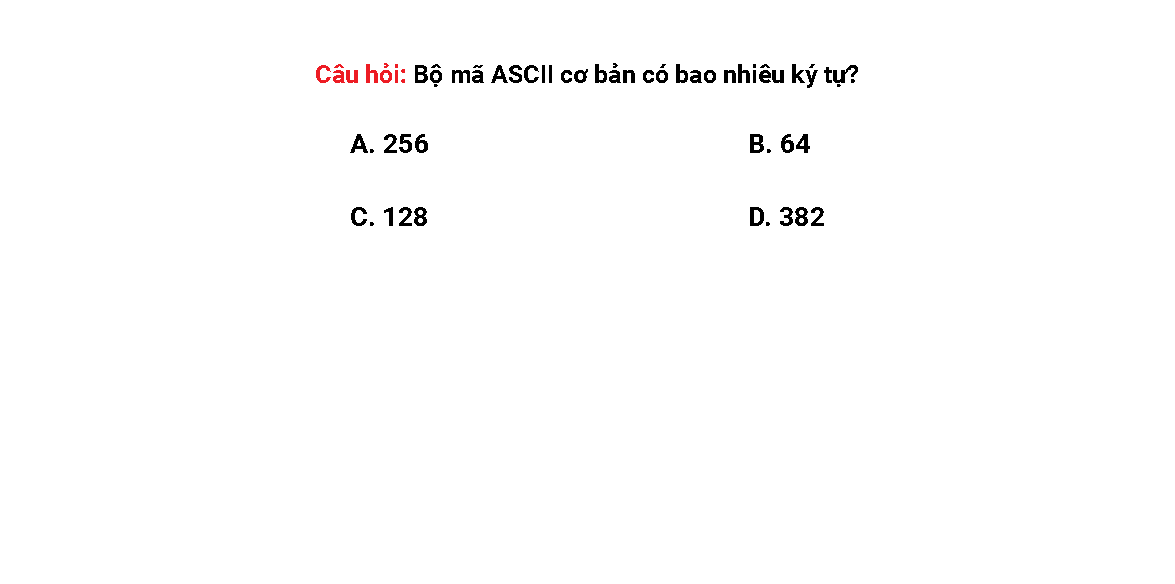 Câu hỏi: Bộ mã ASCII cơ bản có bao nhiêu ký tự?
A. 256 B. 64
C. 128 D. 382